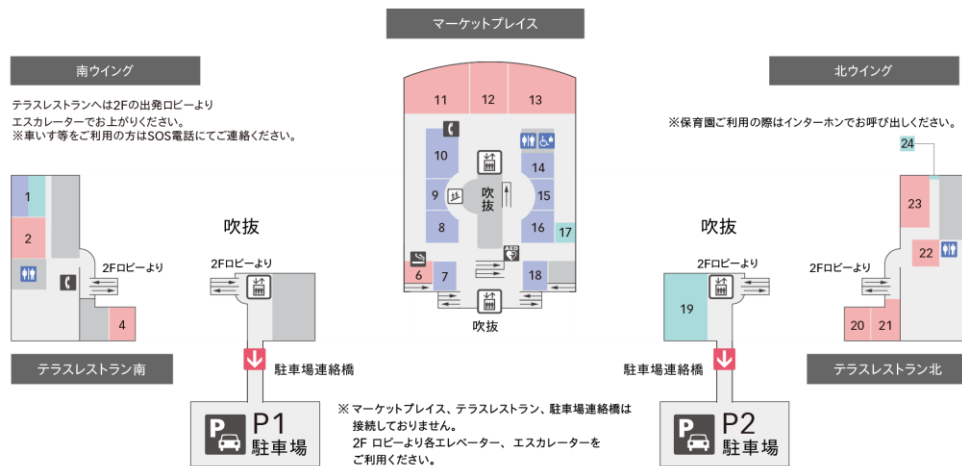 マーケットプレイス
南ウイング
北ウイング
テラスレストランへは2Fの出発ロビーより
エスカレーターでお上がりください。
※車いす等をご利用の方はSOS電話にてご連絡ください。
※保育園ご利用の際はインターホンでお呼び出しください。
11
12
13
10
14
9
吹抜
15
8
16
17
AED
6
7
18
吹抜
1
2
吹抜
2Fロビーより
2Fロビーより
4
テラスレストラン南
駐車場連絡橋
P
P1
駐車場
24
23
吹抜
22
2Fロビーより
2Fロビーより
19
20
21
駐車場連絡橋
テラスレストラン北
P
P2
駐車場
※ マーケットプレイス、テラスレストラン、駐車場連絡橋は
接続しておりません。
2F ロビーより各エレベーター、エスカレーターを
ご利用ください。